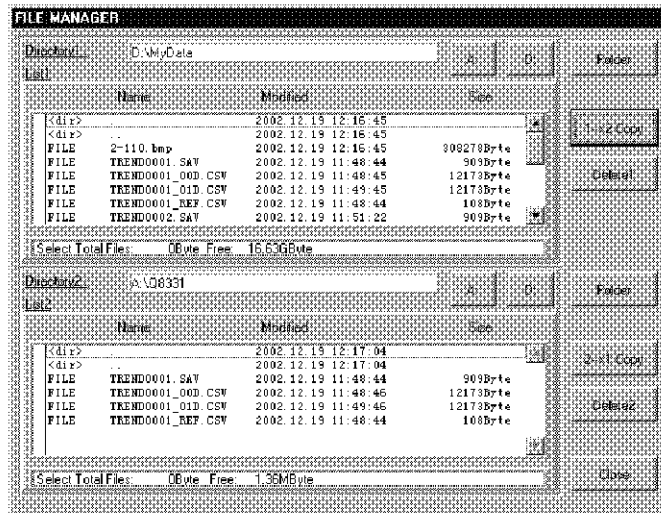 FILE MANAGER
Directory1: D:\MyData A: D: Folder
List1
Name Modified Size
<dir> . 2002.12.19 12:16:45
<dir> .. 2002.12.19 12:16:45 1->2 Copy
FILE 2-110.bmp 2002.12.19 12:16:45 308278Byte
FILE TREND0001.SAV 2002.12.19 11:48:44 909Byte
FILE TREND0001_00D.CSV 2002.12.19 11:48:45 12173Byte Delete1
FILE TREND0001_01D.CSV 2002.12.19 11:49:45 12173Byte
FILE TREND0001_REF.CSV 2002.12.19 11:48:44 108Byte
FILE TREND0002.SAV 2002.12.19 11:51:22 909Byte
Select Total Files: 0Byte Free: 16.63GByte
Directory2: A:\Q8331 A: D: Folder
List2
Name Modified Size
<dir> . 2002.12.19 12:17:04
<dir> .. 2002.12.19 12:17:04 2->1 Copy
FILE TREND0001.SAV 2002.12.19 11:48:44 909Byte
FILE TREND0001_00D.CSV 2002.12.19 11:48:46 12173Byte
FILE TREND0001_01D.CSV 2002.12.19 11:49:46 12173Byte Delete2
FILE TREND0001_REF.CSV 2002.12.19 11:48:44 108Byte
Select Total Files: 0Byte Free: 1.36MByte Close